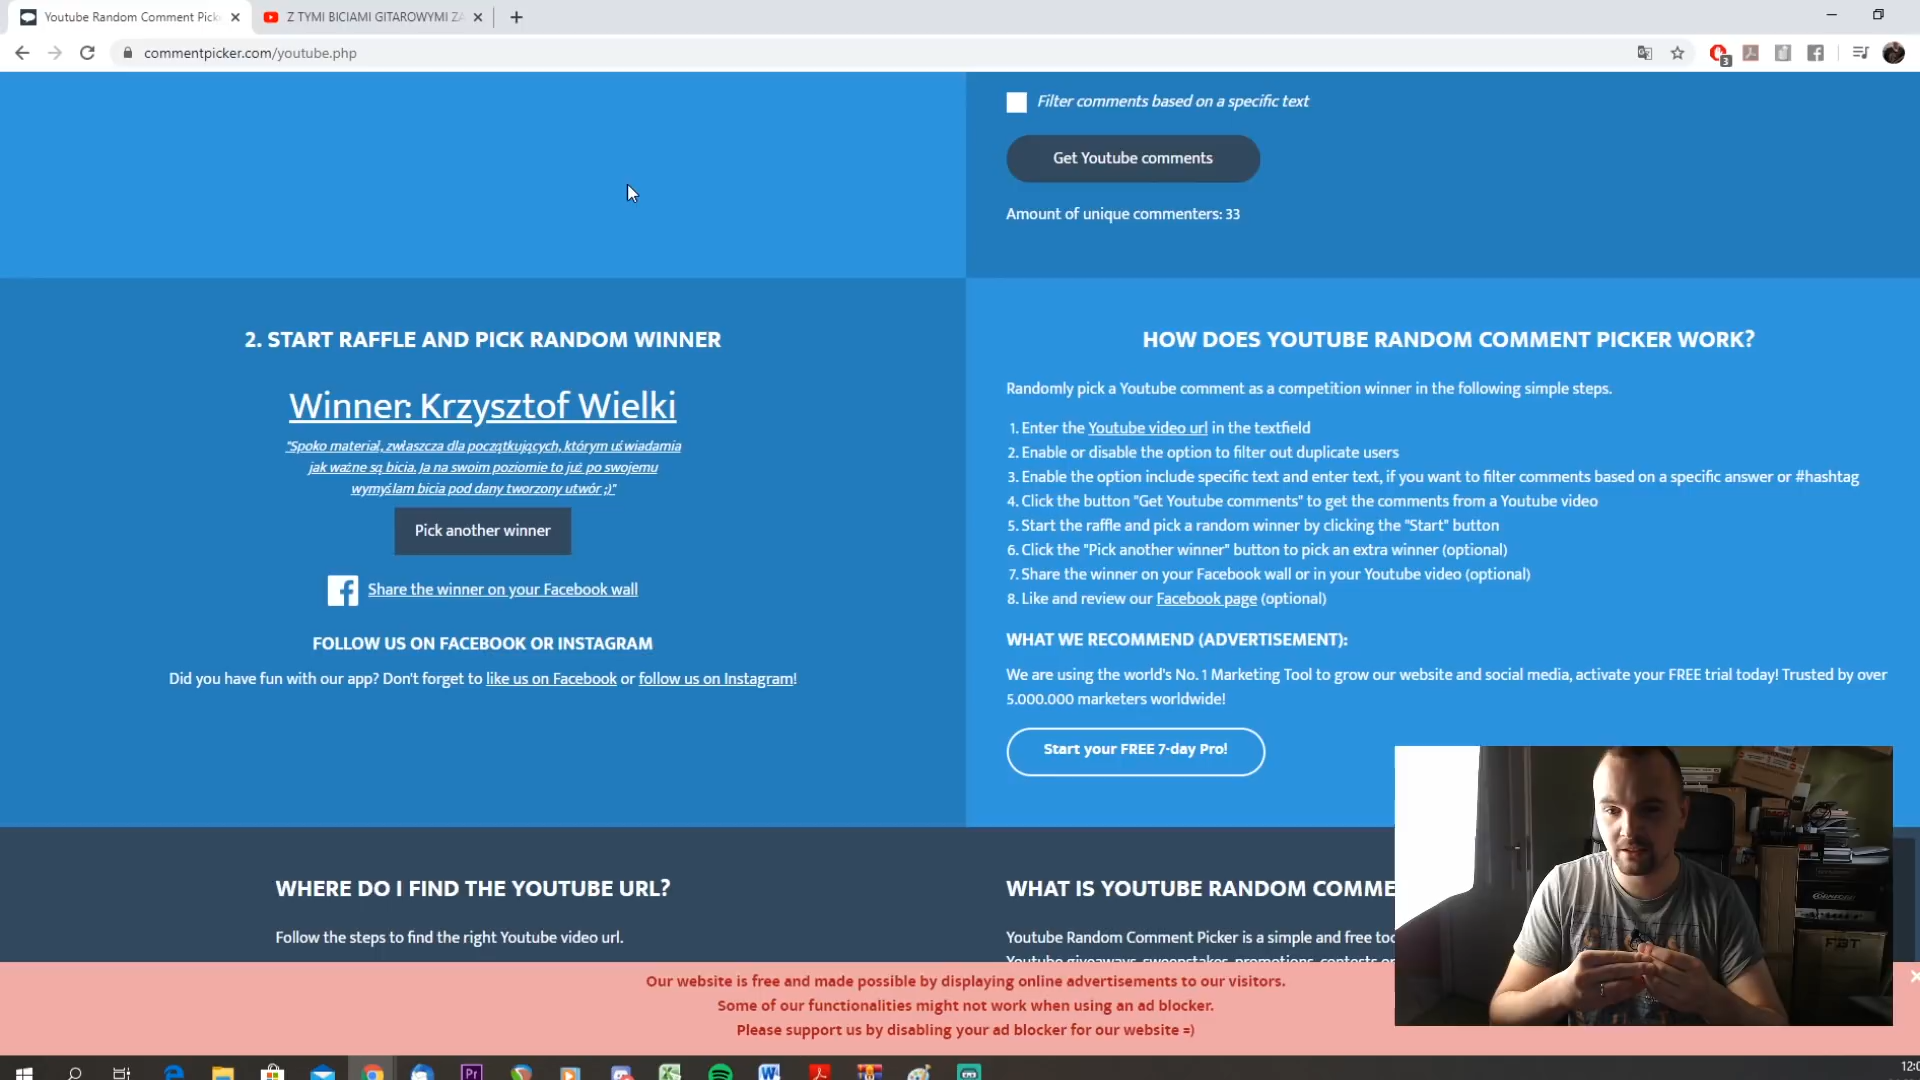 Youtube Random Comment Pick
Z TYMI BICIAMI GITAROWYMI ZA
commentpicker.com/youtube.php
3
Filter comments based on a specific text
Get Youtube comments
Amount of unique commenters: 33
2. START RAFFLE AND PICK RANDOM WINNER
Winner: Krzysztof Wielki
"Spoko materiał, zwłaszcza dla początkujących, którym uświadamia
jak ważne są bicia. Ja na swoim poziomie to już po swojemu
wymyślam bicia pod dany tworzony utwór ;)"
Pick another winner
Share the winner on your Facebook wall
FOLLOW US ON FACEBOOK OR INSTAGRAM
Did you have fun with our app? Don't forget to like us on Facebook or follow us on Instagram!
HOW DOES YOUTUBE RANDOM COMMENT PICKER WORK?
Randomly pick a Youtube comment as a competition winner in the following simple steps.
1. Enter the Youtube video url in the textfield
2. Enable or disable the option to filter out duplicate users
3. Enable the option include specific text and enter text, if you want to filter comments based on a specific answer or #hashtag
4. Click the button "Get Youtube comments" to get the comments from a Youtube video
5. Start the raffle and pick a random winner by clicking the "Start" button
6. Click the "Pick another winner" button to pick an extra winner (optional)
7. Share the winner on your Facebook wall or in your Youtube video (optional)
8. Like and review our Facebook page (optional)
WHAT WE RECOMMEND (ADVERTISEMENT):
We are using the world's No. 1 Marketing Tool to grow our website and social media, activate your FREE trial today! Trusted by over
5.000.000 marketers worldwide!
Start your FREE 7-day Pro!
WHERE DO I FIND THE YOUTUBE URL?
Follow the steps to find the right Youtube video url.
WHAT IS YOUTUBE RANDOM COMME
Youtube Random Comment Picker is a simple and free too
Youtube giveaways, sweepstakes, promotions, contests or
Our website is free and made possible by displaying online advertisements to our visitors.
Some of our functionalities might not work when using an ad blocker.
Please support us by disabling your ad blocker for our website =)
FBT
Pr
12:0